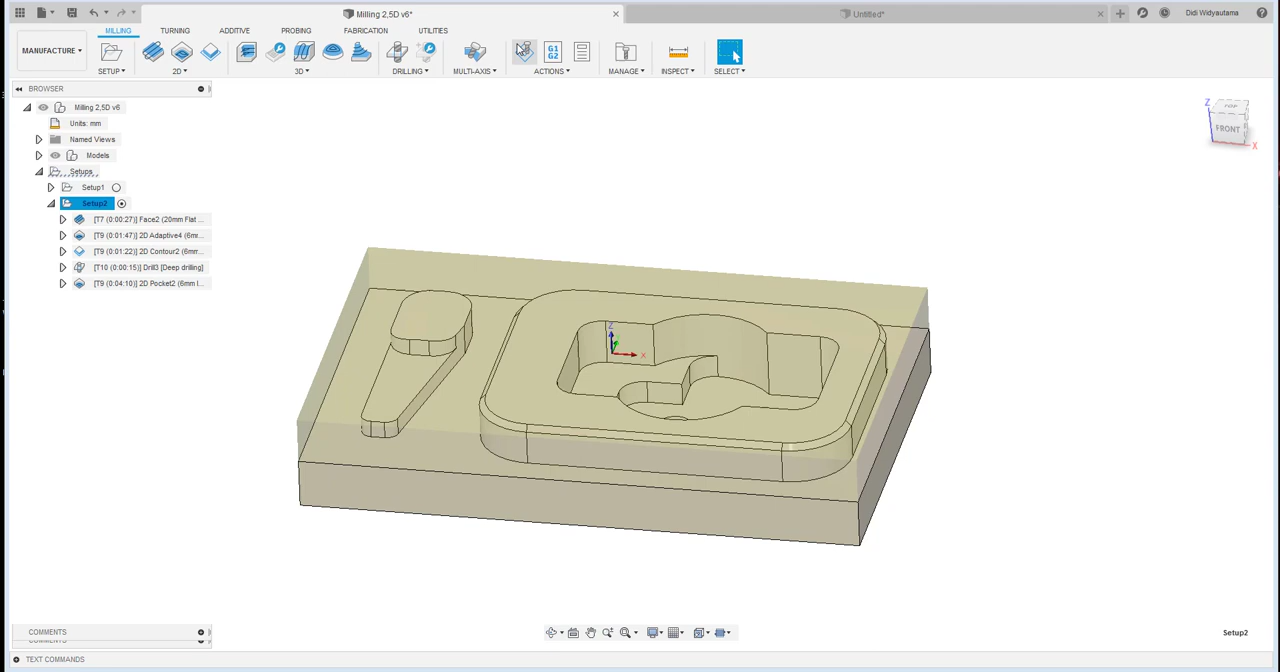 Milling 2,5D v6*
Untitled*
Didi Widyautama
MILLING TURNING ADDITIVE PROBING FABRICATION UTILITIES
MANUFACTURE
G1
G2
SETUP 2D 3D DRILLING MULTI-AXIS ACTIONS MANAGE INSPECT SELECT
BROWSER
Milling 2,5D v6
Units: mm
Named Views
Models
Setups
Setup1
Setup2
[T7 (0:00:27)] Face2 (20mm Flat ...
[T9 (0:01:47)] 2D Adaptive4 (6m...
[T9 (0:01:22)] 2D Contour2 (6m...
[T10 (0:00:15)] Drill3 [Deep drilling]
[T9 (0:04:10)] 2D Pocket2 (6mm ...
Z
TOP
FRONT
X
Z
X
COMMENTS
Setup2
TEXT COMMANDS